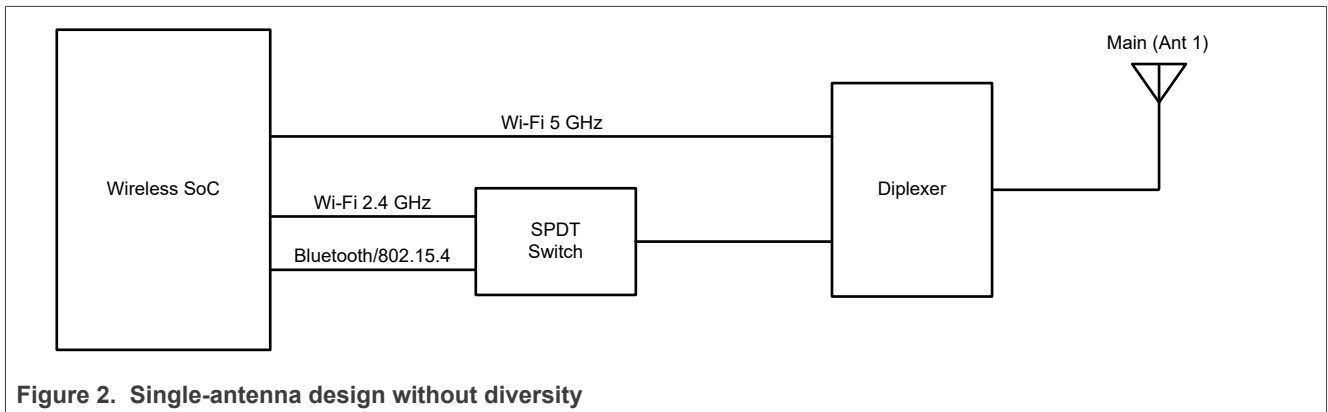 Main (Ant 1)
Wi-Fi 5 GHz
Wireless SoC
Diplexer
Wi-Fi 2.4 GHz
SPDT
Switch
Bluetooth/802.15.4
Figure 2. Single-antenna design without diversity